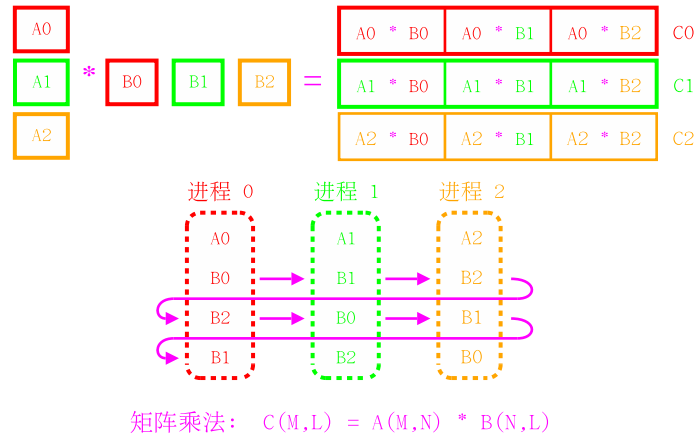 A0 A0 * B0 A0 * B1 A0 * B2 C0
A1 * B0 B1 B2 = A1 * B0 A1 * B1 A1 * B2 C1
A2 A2 * B0 A2 * B1 A2 * B2 C2
进程 0 进程 1 进程 2
A0 A1 A2
B0 B1 B2
B2 B0 B1
B1 B2 B0
矩阵乘法: C(M,L) = A(M,N) * B(N,L)